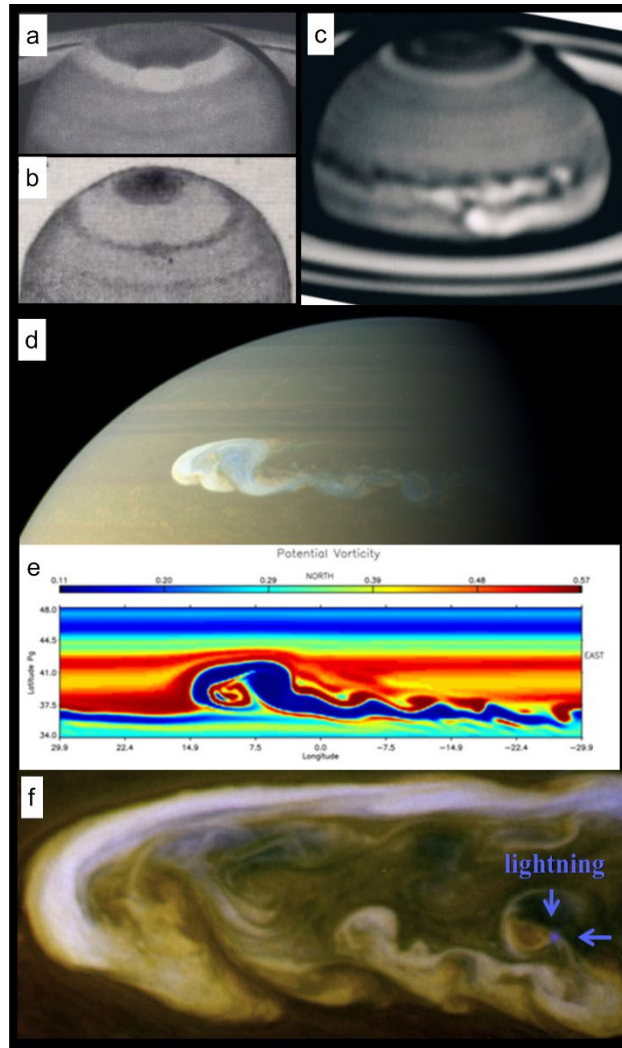 a
c
b
d
e
Potential Vorticity
0.11 0.20 0.29 0.39 0.48 0.57
NORTH
48.0
44.5
EAST
Latitude Pg
41.0
37.5
34.0
29.9 22.4 14.9 7.5 0.0 -7.5 -14.9 -22.4 -29.9
Longitude
f
lightning